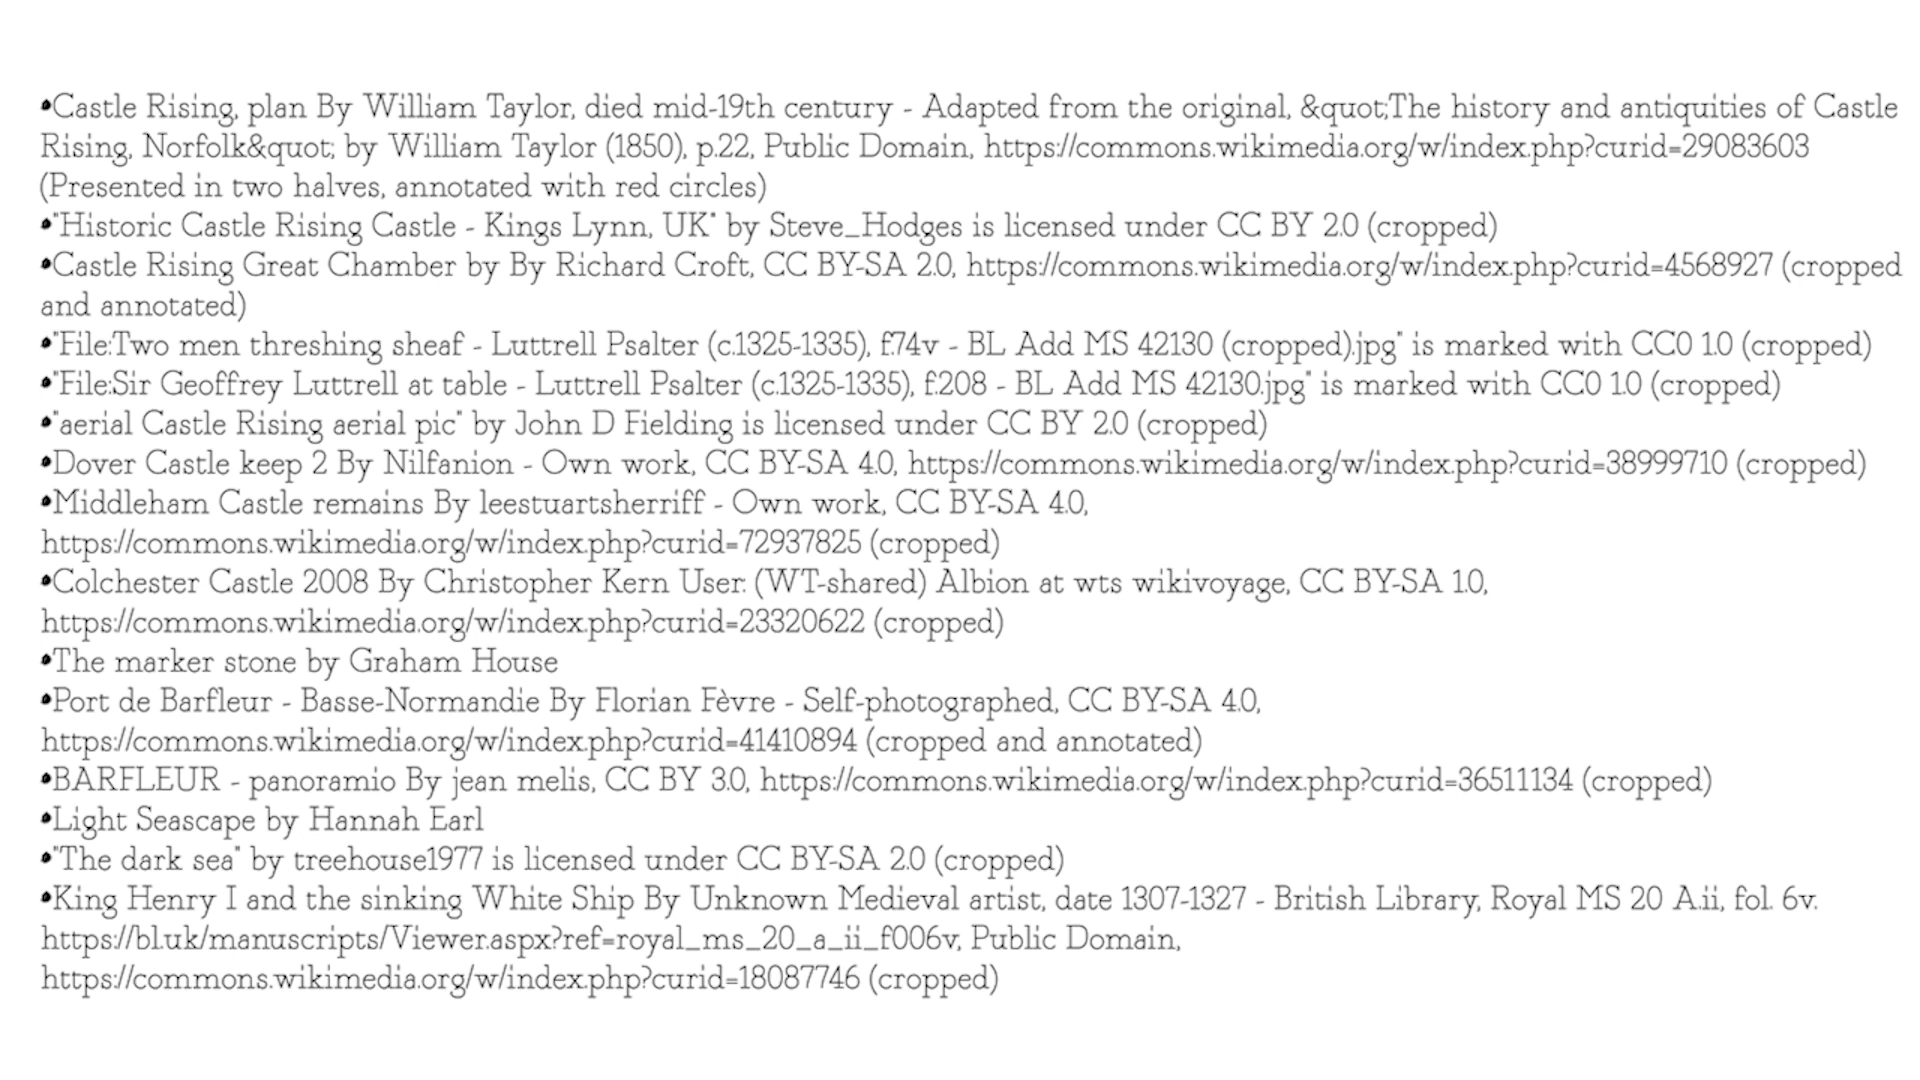 •Castle Rising, plan By William Taylor, died mid-19th century - Adapted from the original, &quot;The history and antiquities of Castle
Rising, Norfolk&quot; by William Taylor (1850), p.22, Public Domain, https://commons.wikimedia.org/w/index.php?curid=29083603
(Presented in two halves, annotated with red circles)
•"Historic Castle Rising Castle - Kings Lynn, UK" by Steve_Hodges is licensed under CC BY 2.0 (cropped)
•Castle Rising Great Chamber by By Richard Croft, CC BY-SA 2.0, https://commons.wikimedia.org/w/index.php?curid=4568927 (cropped
and annotated)
•"File:Two men threshing sheaf - Luttrell Psalter (c.1325-1335), f.74v - BL Add MS 42130 (cropped).jpg" is marked with CC0 1.0 (cropped)
•"File:Sir Geoffrey Luttrell at table - Luttrell Psalter (c.1325-1335), f.208 - BL Add MS 42130.jpg" is marked with CC0 1.0 (cropped)
•"aerial Castle Rising aerial pic" by John D Fielding is licensed under CC BY 2.0 (cropped)
•Dover Castle keep 2 By Nilfanion - Own work, CC BY-SA 4.0, https://commons.wikimedia.org/w/index.php?curid=38999710 (cropped)
•Middleham Castle remains By leestuartsherriff - Own work, CC BY-SA 4.0,
https://commons.wikimedia.org/w/index.php?curid=72937825 (cropped)
•Colchester Castle 2008 By Christopher Kern User: (WT-shared) Albion at wts wikivoyage, CC BY-SA 1.0,
https://commons.wikimedia.org/w/index.php?curid=23320622 (cropped)
•The marker stone by Graham House
•Port de Barfleur - Basse-Normandie By Florian Fèvre - Self-photographed, CC BY-SA 4.0,
https://commons.wikimedia.org/w/index.php?curid=41410894 (cropped and annotated)
•BARFLEUR - panoramio By jean melis, CC BY 3.0, https://commons.wikimedia.org/w/index.php?curid=36511134 (cropped)
•Light Seascape by Hannah Earl
•"The dark sea" by treehouse1977 is licensed under CC BY-SA 2.0 (cropped)
•King Henry I and the sinking White Ship By Unknown Medieval artist, date 1307-1327 - British Library, Royal MS 20 A.ii, fol. 6v.
https://bl.uk/manuscripts/Viewer.aspx?ref=royal_ms_20_a_ii_f006v, Public Domain,
https://commons.wikimedia.org/w/index.php?curid=18087746 (cropped)